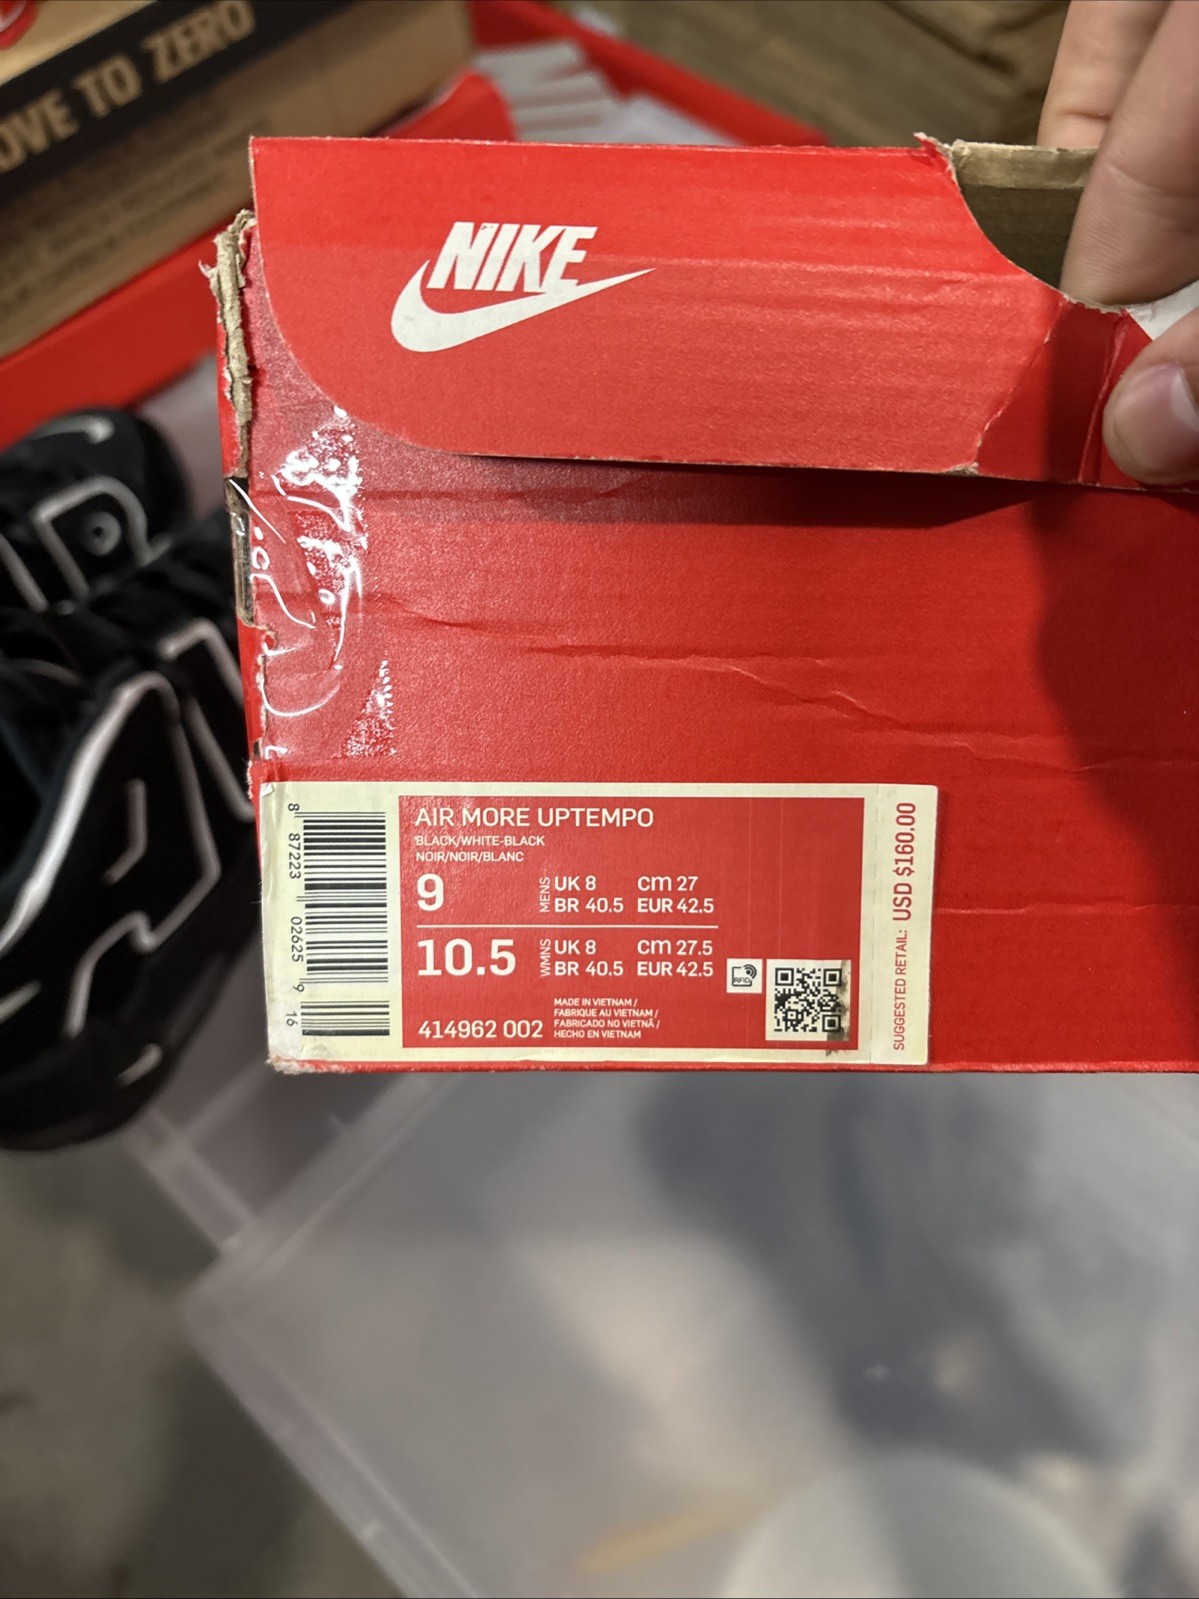 OVE TO ZERO
NIKE
AIR MORE UPTEMPO
BLACK/WHITE-BLACK
NOIR/NOIR/BLANC
9
MENS
UK 8 cm 27
BR 40.5 EUR 42.5
10.5
WMNS
UK 8 cm 27.5
BR 40.5 EUR 42.5
RFID
414962 002
MADE IN VIETNAM /
FABRIQUE AU VIETNAM /
FABRICADO NO VIETNÃ /
HECHO EN VIETNAM
8 87223 02625 9 16
SUGGESTED RETAIL: USD $160.00